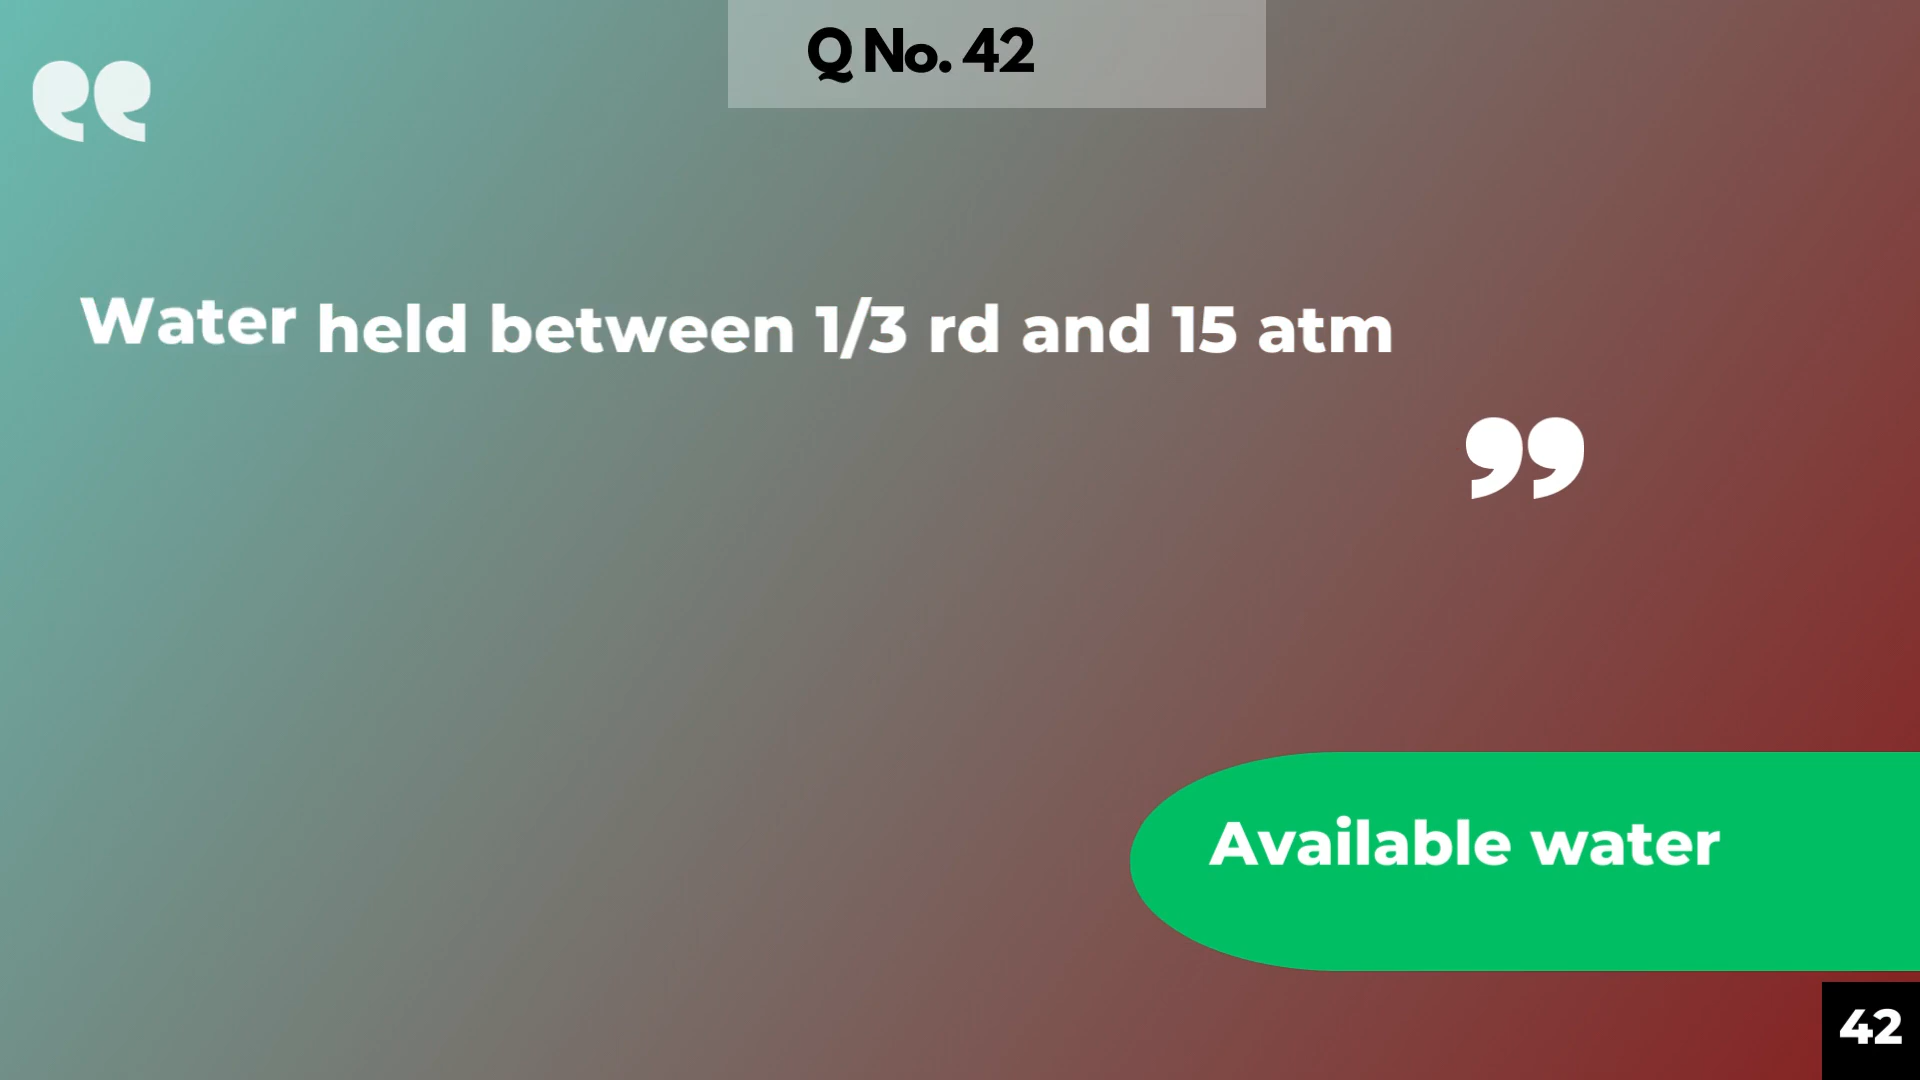 Q No. 42
Water held between 1/3 rd and 15 atm
Available water
42